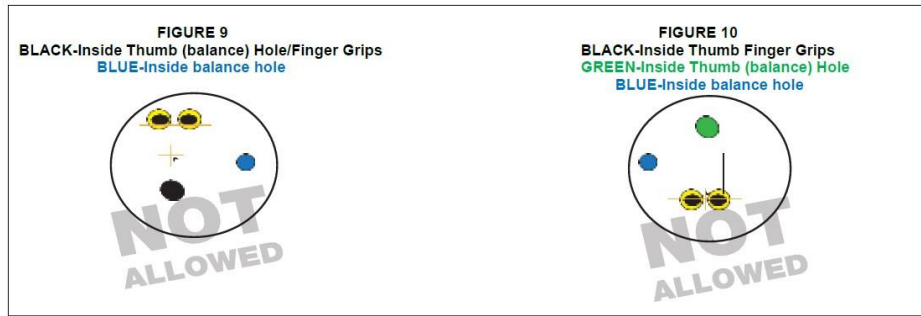 FIGURE 9
BLACK-Inside Thumb (balance) Hole/Finger Grips
BLUE-Inside balance hole
NOT
ALLOWED
FIGURE 10
BLACK-Inside Thumb Finger Grips
GREEN-Inside Thumb (balance) Hole
BLUE-Inside balance hole
NOT
ALLOWED